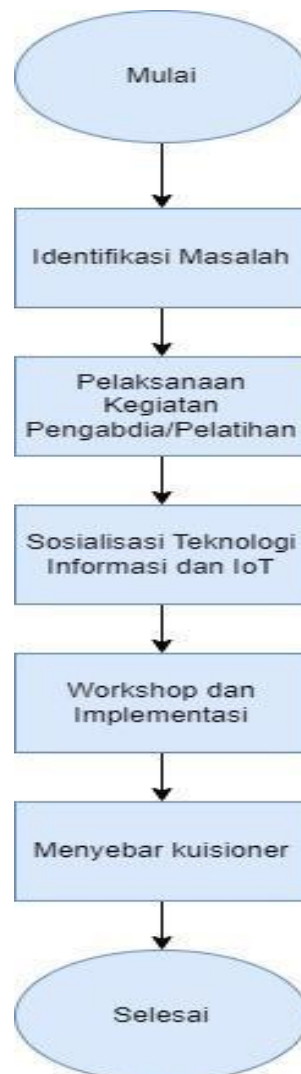 Mulai
Identifikasi Masalah
Pelaksanaan
Kegiatan
Pengabdia/Pelatihan
Sosialisasi Teknologi
Informasi dan IoT
Workshop dan
Implementasi
Menyebar kuisioner
Selesai